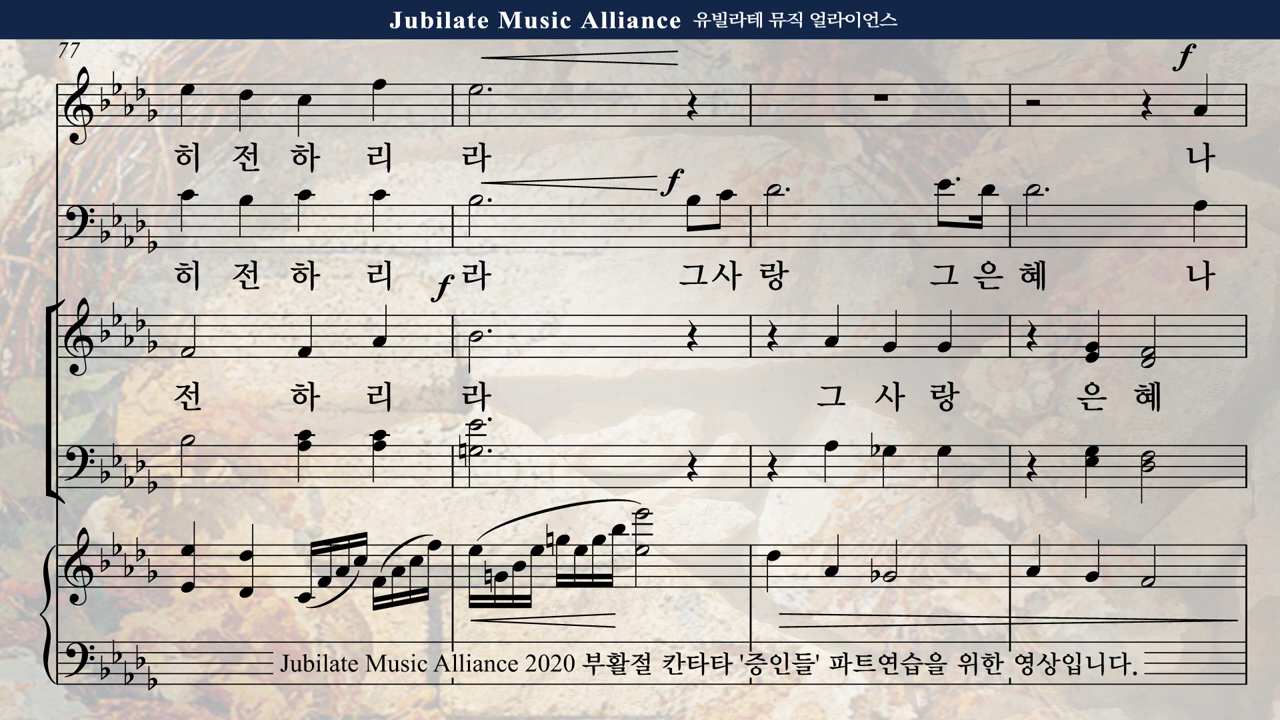 Jubilate Music Alliance 유빌라테 뮤직 얼라이언스
77
f
히 전 하 리 라 나
f
히 전 하 리 라 그사 랑 그 은 혜 나
f
전 하 리 라 그 사 랑 은 혜
Jubilate Music Alliance 2020 부활절 칸타타 '증인들' 파트연습을 위한 영상입니다.